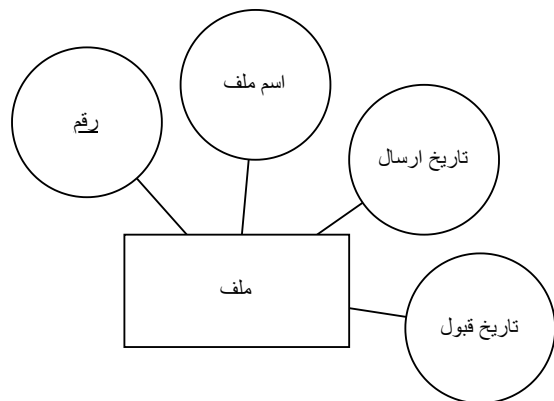 اسم ملف
رقم
تاريخ ارسال
ملف
تاريخ قبول